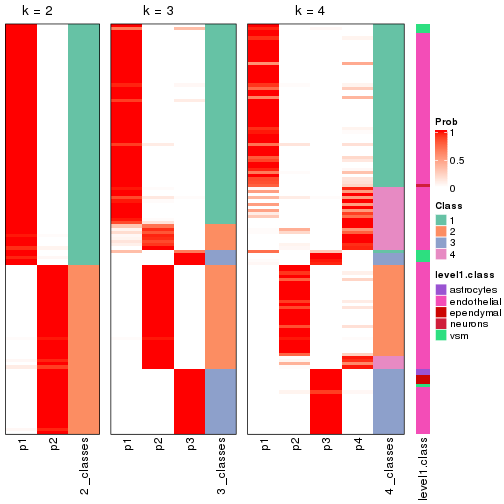 k = 2
k = 3
k = 4
p1
p2
2_classes
p1
p2
p3
3_classes
p1
p2
p3
p4
4_classes
level1.class
Prob
1
0.5
0
Class
1
2
3
4
level1.class
astrocytes
endothelial
ependymal
neurons
vsm